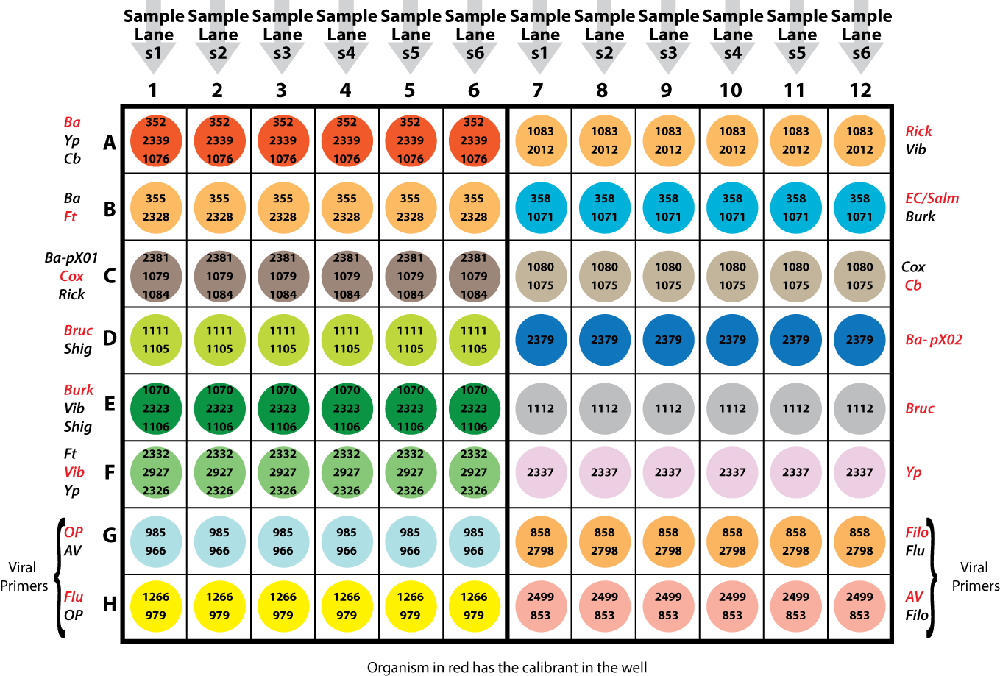 Sample Sample Sample Sample Sample Sample Sample Sample Sample Sample Sample Sample
Lane Lane Lane Lane Lane Lane Lane Lane Lane Lane Lane Lane
s1 s2 s3 s4 s5 s6 s1 s2 s3 s4 s5 s6
1 2 3 4 5 6 7 8 9 10 11 12
Ba
Yp
Cb
A
352 352 352 352 352 352
2339 2339 2339 2339 2339 2339
1076 1076 1076 1076 1076 1076
1083 1083 1083 1083 1083 1083
2012 2012 2012 2012 2012 2012
Rick
Vib
Ba
Ft
B
355 355 355 355 355 355
2328 2328 2328 2328 2328 2328
358 358 358 358 358 358
1071 1071 1071 1071 1071 1071
EC/Salm
Burk
Ba-pX01
Cox
Rick
C
2381 2381 2381 2381 2381 2381
1079 1079 1079 1079 1079 1079
1084 1084 1084 1084 1084 1084
1080 1080 1080 1080 1080 1080
1075 1075 1075 1075 1075 1075
Cox
Cb
Bruc
Shig
D
1111 1111 1111 1111 1111 1111
1105 1105 1105 1105 1105 1105
2379 2379 2379 2379 2379 2379
Ba- pX02
Burk
Vib
Shig
E
1070 1070 1070 1070 1070 1070
2323 2323 2323 2323 2323 2323
1106 1106 1106 1106 1106 1106
1112 1112 1112 1112 1112 1112
Bruc
Ft
Vib
Yp
F
2332 2332 2332 2332 2332 2332
2927 2927 2927 2927 2927 2927
2326 2326 2326 2326 2326 2326
2337 2337 2337 2337 2337 2337
Yp
Viral
Primers
OP
AV
G
985 985 985 985 985 985
966 966 966 966 966 966
858 858 858 858 858 858
2798 2798 2798 2798 2798 2798
Filo
Flu
Flu
OP
H
1266 1266 1266 1266 1266 1266
979 979 979 979 979 979
2499 2499 2499 2499 2499 2499
853 853 853 853 853 853
AV
Filo
Viral
Primers
Organism in red has the calibrant in the well